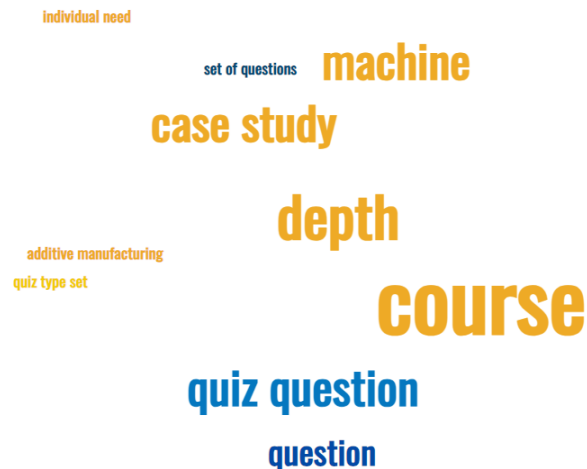 individual need
set of questions
machine
case study
depth
additive manufacturing
quiz type set
course
quiz question
question